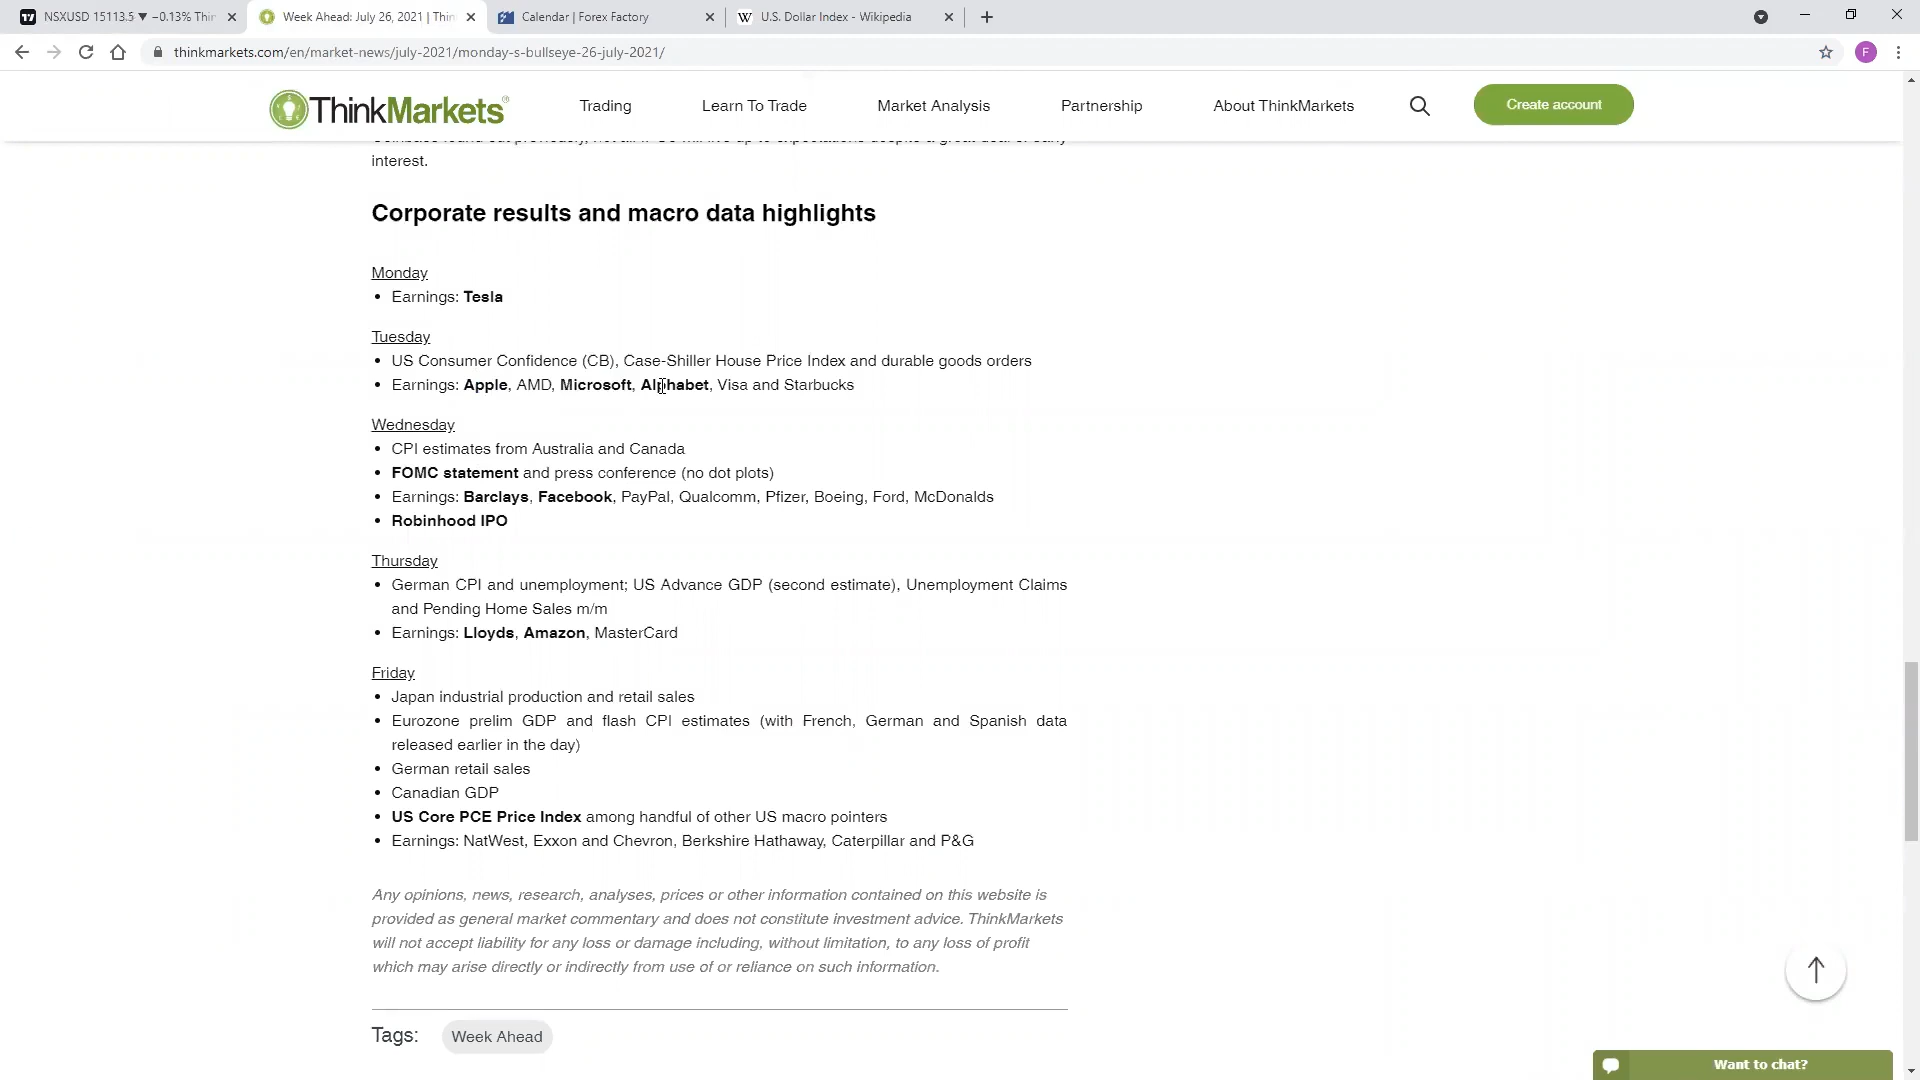 NSXUSD 15113.5 ▼ −0.13% Thin
Week Ahead: July 26, 2021 | Thin
Calendar | Forex Factory
W U.S. Dollar Index - Wikipedia
thinkmarkets.com/en/market-news/july-2021/monday-s-bullseye-26-july-2021/
F
ThinkMarkets®
Trading
Learn To Trade
Market Analysis
Partnership
About ThinkMarkets
Create account
interest.
Corporate results and macro data highlights
Monday
• Earnings: Tesla
Tuesday
• US Consumer Confidence (CB), Case-Shiller House Price Index and durable goods orders
• Earnings: Apple, AMD, Microsoft, Alphabet, Visa and Starbucks
Wednesday
• CPI estimates from Australia and Canada
• FOMC statement and press conference (no dot plots)
• Earnings: Barclays, Facebook, PayPal, Qualcomm, Pfizer, Boeing, Ford, McDonalds
• Robinhood IPO
Thursday
• German CPI and unemployment; US Advance GDP (second estimate), Unemployment Claims
and Pending Home Sales m/m
• Earnings: Lloyds, Amazon, MasterCard
Friday
• Japan industrial production and retail sales
• Eurozone prelim GDP and flash CPI estimates (with French, German and Spanish data
released earlier in the day)
• German retail sales
• Canadian GDP
• US Core PCE Price Index among handful of other US macro pointers
• Earnings: NatWest, Exxon and Chevron, Berkshire Hathaway, Caterpillar and P&G
Any opinions, news, research, analyses, prices or other information contained on this website is
provided as general market commentary and does not constitute investment advice. ThinkMarkets
will not accept liability for any loss or damage including, without limitation, to any loss of profit
which may arise directly or indirectly from use of or reliance on such information.
Tags:
Week Ahead
Want to chat?